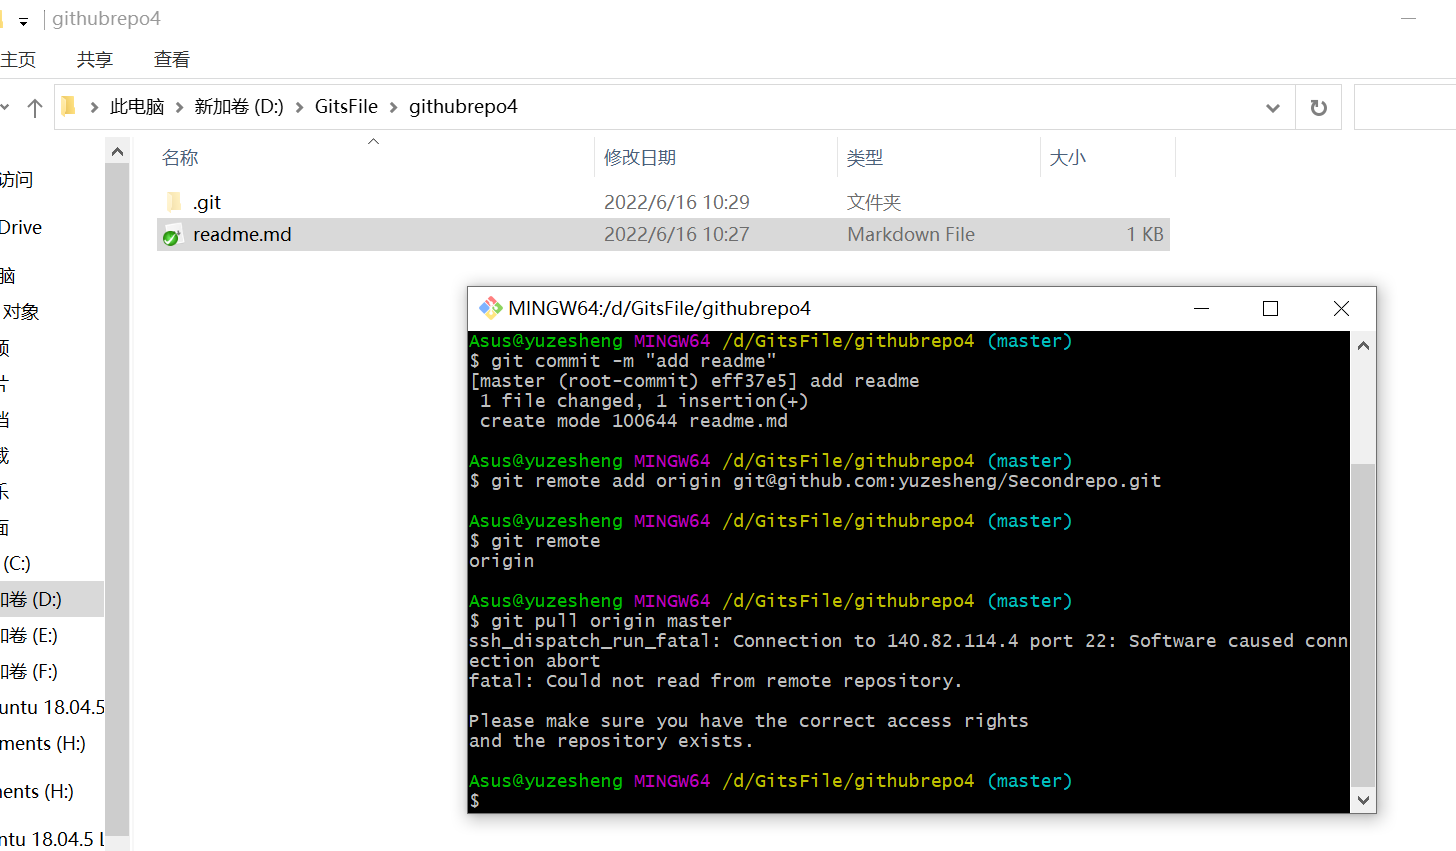 githubrepo4
主页 共享 查看
此电脑 新加卷 (D:) GitsFile githubrepo4
名称 修改日期 类型 大小
.git 2022/6/16 10:29 文件夹
readme.md 2022/6/16 10:27 Markdown File 1 KB
访问
Drive
脑
对象
频
片
档
载
乐
面
(C:)
加卷 (D:)
加卷 (E:)
加卷 (F:)
untu 18.04.5
ments (H:)
nents (H:)
ntu 18.04.5 L
MINGW64:/d/GitsFile/githubrepo4
Asus@yuzesheng MINGW64 /d/GitsFile/githubrepo4 (master)
$ git commit -m "add readme"
[master (root-commit) eff37e5] add readme
1 file changed, 1 insertion(+)
create mode 100644 readme.md
Asus@yuzesheng MINGW64 /d/GitsFile/githubrepo4 (master)
$ git remote add origin git@github.com:yuzesheng/Secondrepo.git
Asus@yuzesheng MINGW64 /d/GitsFile/githubrepo4 (master)
$ git remote
origin
Asus@yuzesheng MINGW64 /d/GitsFile/githubrepo4 (master)
$ git pull origin master
ssh_dispatch_run_fatal: Connection to 140.82.114.4 port 22: Software caused conn
ection abort
fatal: Could not read from remote repository.
Please make sure you have the correct access rights
and the repository exists.
Asus@yuzesheng MINGW64 /d/GitsFile/githubrepo4 (master)
$